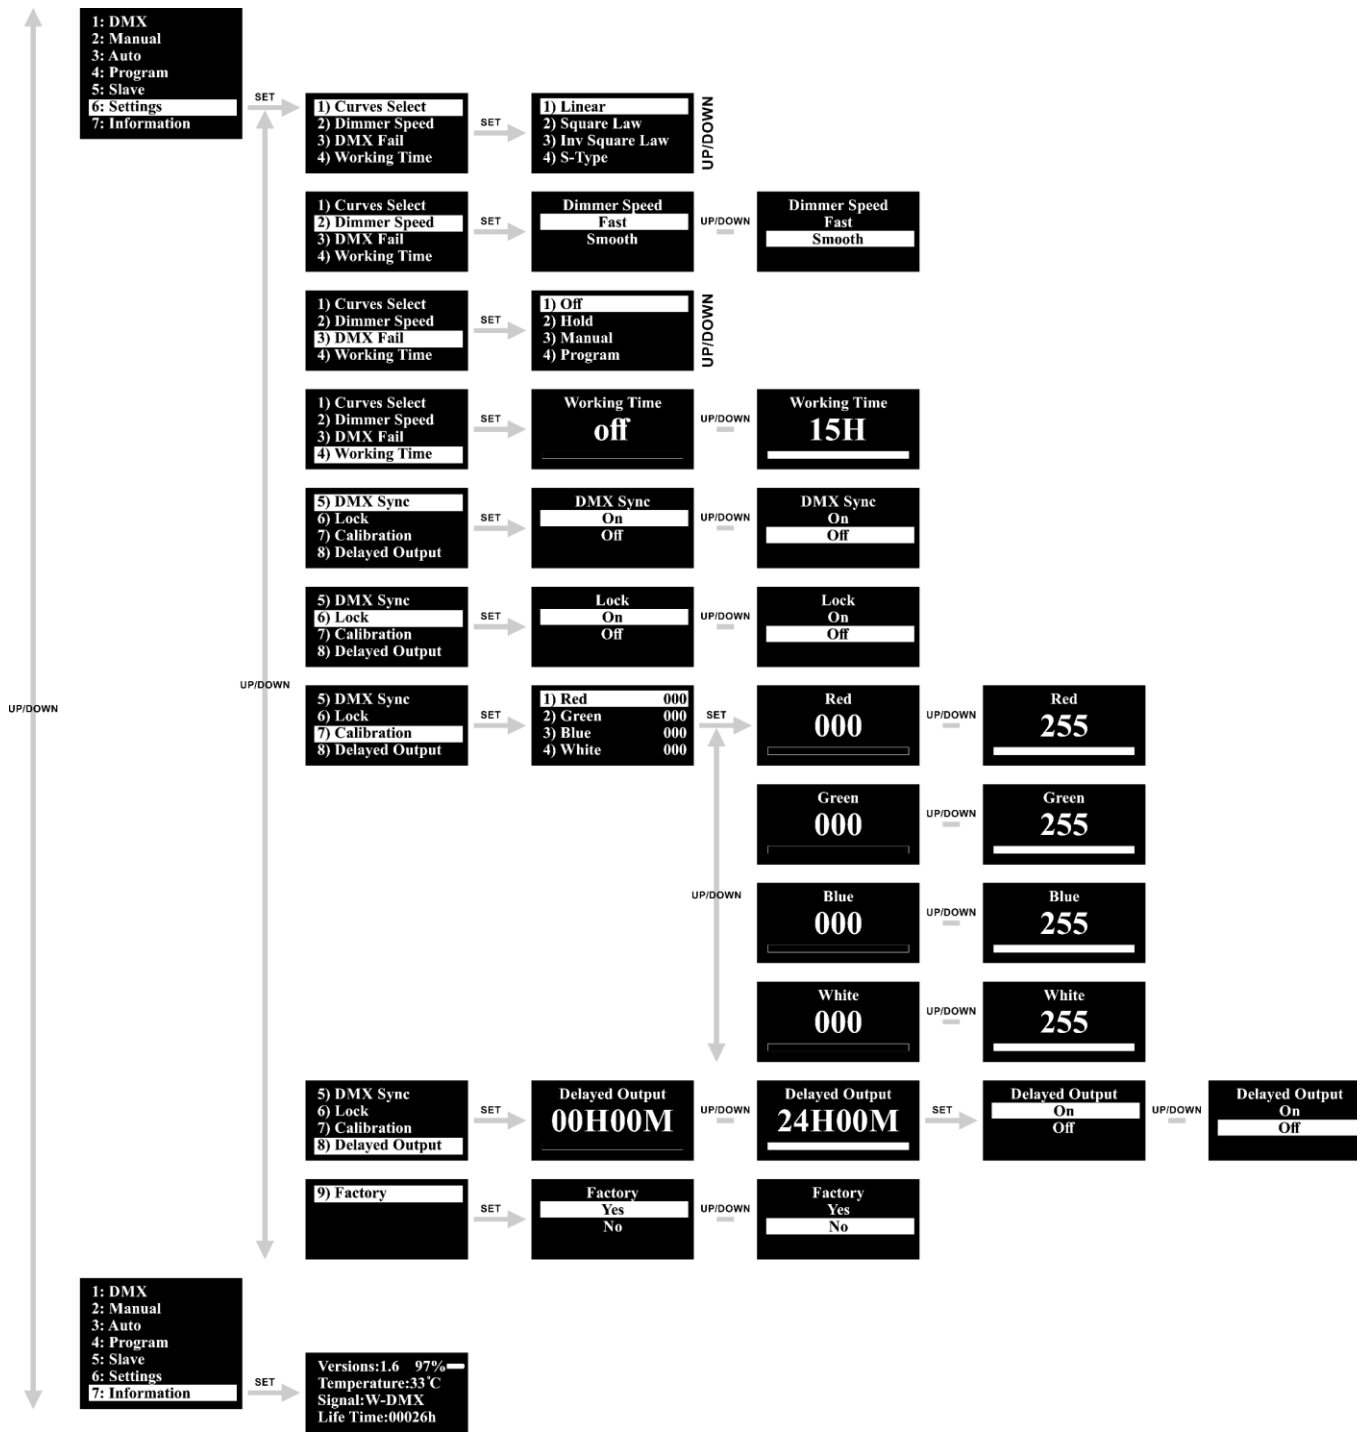 1: DMX
2: Manual
3: Auto
4: Program
5: Slave
6: Settings
7: Information
SET
1) Curves Select
2) Dimmer Speed
3) DMX Fail
4) Working Time
SET
1) Linear
2) Square Law
3) Inv Square Law
4) S-Type
UP/DOWN
1) Curves Select
2) Dimmer Speed
3) DMX Fail
4) Working Time
SET
Dimmer Speed
Fast
Smooth
UP/DOWN
Dimmer Speed
Fast
Smooth
1) Curves Select
2) Dimmer Speed
3) DMX Fail
4) Working Time
SET
1) Off
2) Hold
3) Manual
4) Program
UP/DOWN
1) Curves Select
2) Dimmer Speed
3) DMX Fail
4) Working Time
SET
Working Time
off
UP/DOWN
Working Time
15H
5) DMX Sync
6) Lock
7) Calibration
8) Delayed Output
SET
DMX Sync
On
Off
UP/DOWN
DMX Sync
On
Off
5) DMX Sync
6) Lock
7) Calibration
8) Delayed Output
SET
Lock
On
Off
UP/DOWN
Lock
On
Off
UP/DOWN
UP/DOWN
5) DMX Sync
6) Lock
7) Calibration
8) Delayed Output
SET
1) Red 000
2) Green 000
3) Blue 000
4) White 000
SET
Red
000
UP/DOWN
Red
255
Green
000
UP/DOWN
Green
255
UP/DOWN
Blue
000
UP/DOWN
Blue
255
White
000
UP/DOWN
White
255
5) DMX Sync
6) Lock
7) Calibration
8) Delayed Output
SET
Delayed Output
00H00M
UP/DOWN
Delayed Output
24H00M
SET
Delayed Output
On
Off
UP/DOWN
Delayed Output
On
Off
9) Factory
SET
Factory
Yes
No
UP/DOWN
Factory
Yes
No
1: DMX
2: Manual
3: Auto
4: Program
5: Slave
6: Settings
7: Information
SET
Versions:1.6 97%
Temperature:33°C
Signal:W-DMX
Life Time:00026h